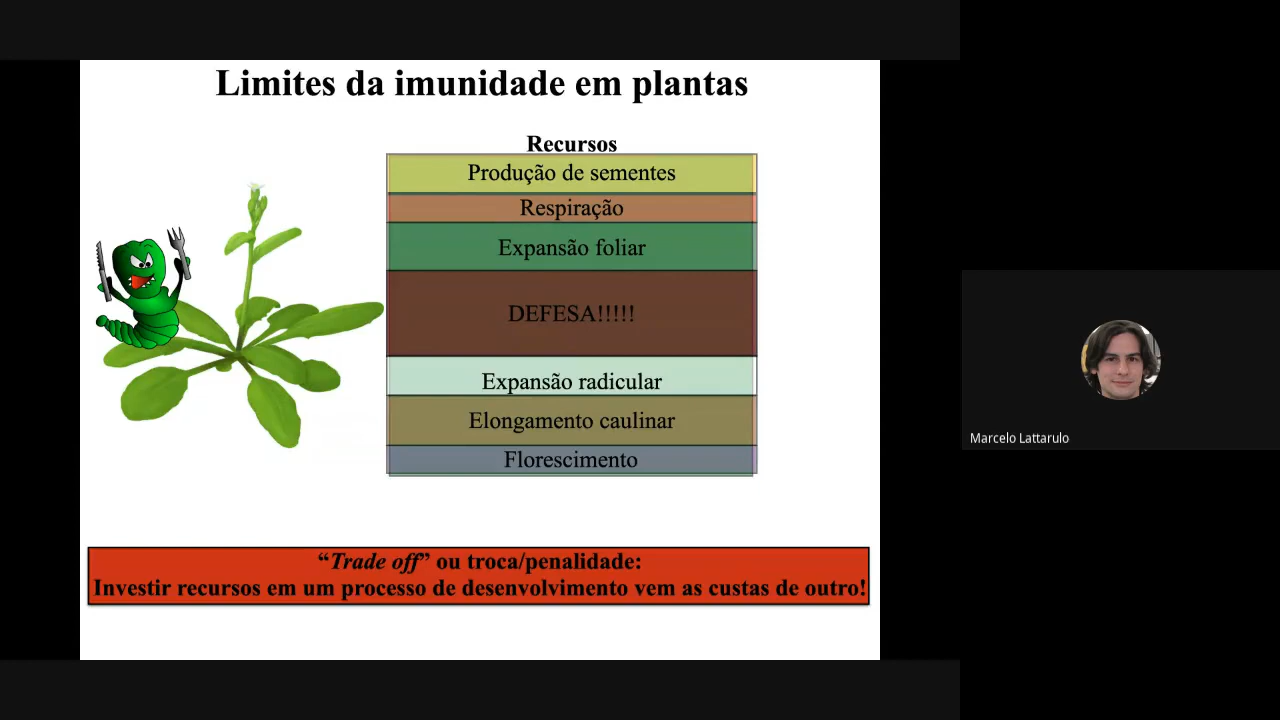 Limites da imunidade em plantas
Recursos
Produção de sementes
Respiração
Expansão foliar
DEFESA!!!!!
Expansão radicular
Elongamento caulinar
Florescimento
“Trade off” ou troca/penalidade:
Investir recursos em um processo de desenvolvimento vem as custas de outro!
Marcelo Lattarulo